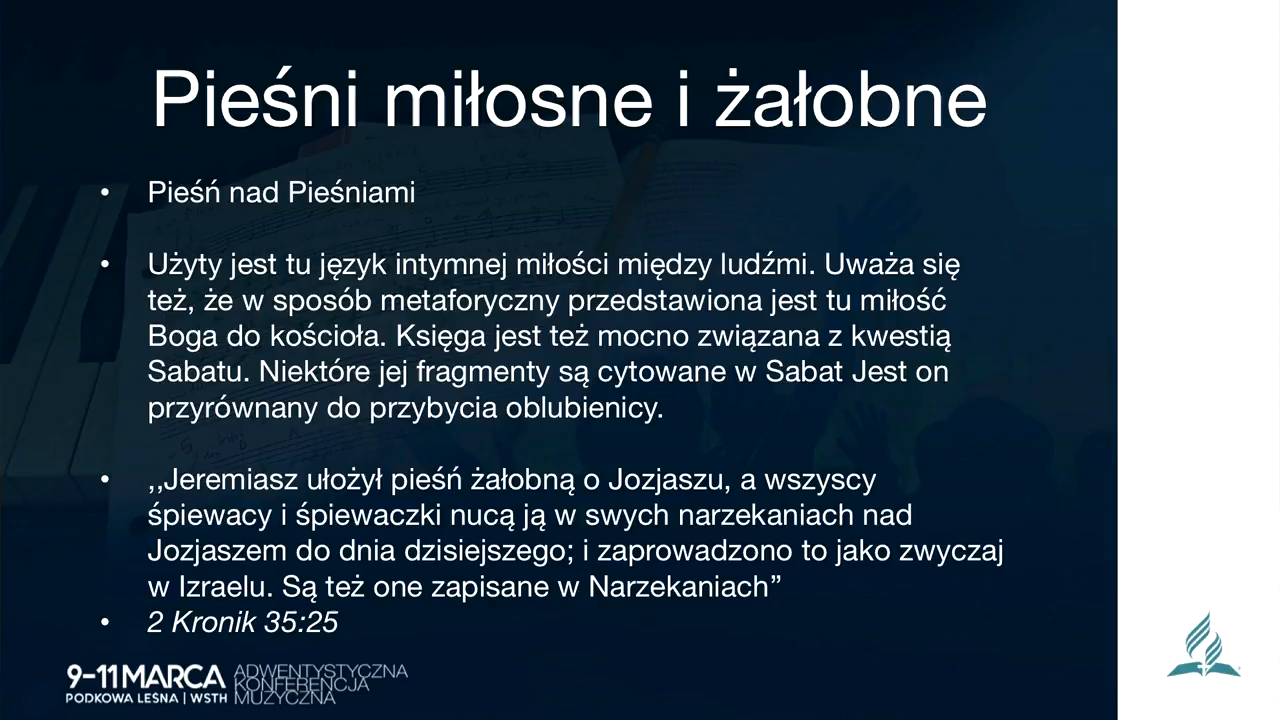 Pieśni miłosne i żałobne
• Pieśń nad Pieśniami
• Użyty jest tu język intymnej miłości między ludźmi. Uważa się
też, że w sposób metaforyczny przedstawiona jest tu miłość
Boga do kościoła. Księga jest też mocno związana z kwestią
Sabatu. Niektóre jej fragmenty są cytowane w Sabat Jest on
przyrównany do przybycia oblubienicy.
• ,,Jeremiasz ułożył pieśń żałobną o Jozjaszu, a wszyscy
śpiewacy i śpiewaczki nucą ją w swych narzekaniach nad
Jozjaszem do dnia dzisiejszego; i zaprowadzono to jako zwyczaj
w Izraelu. Są też one zapisane w Narzekaniach”
• 2 Kronik 35:25
9-11 MARCA
PODKOWA LEŚNA | WSTH
ADWENTYSTYCZNA
KONFERENCJA
MUZYCZNA